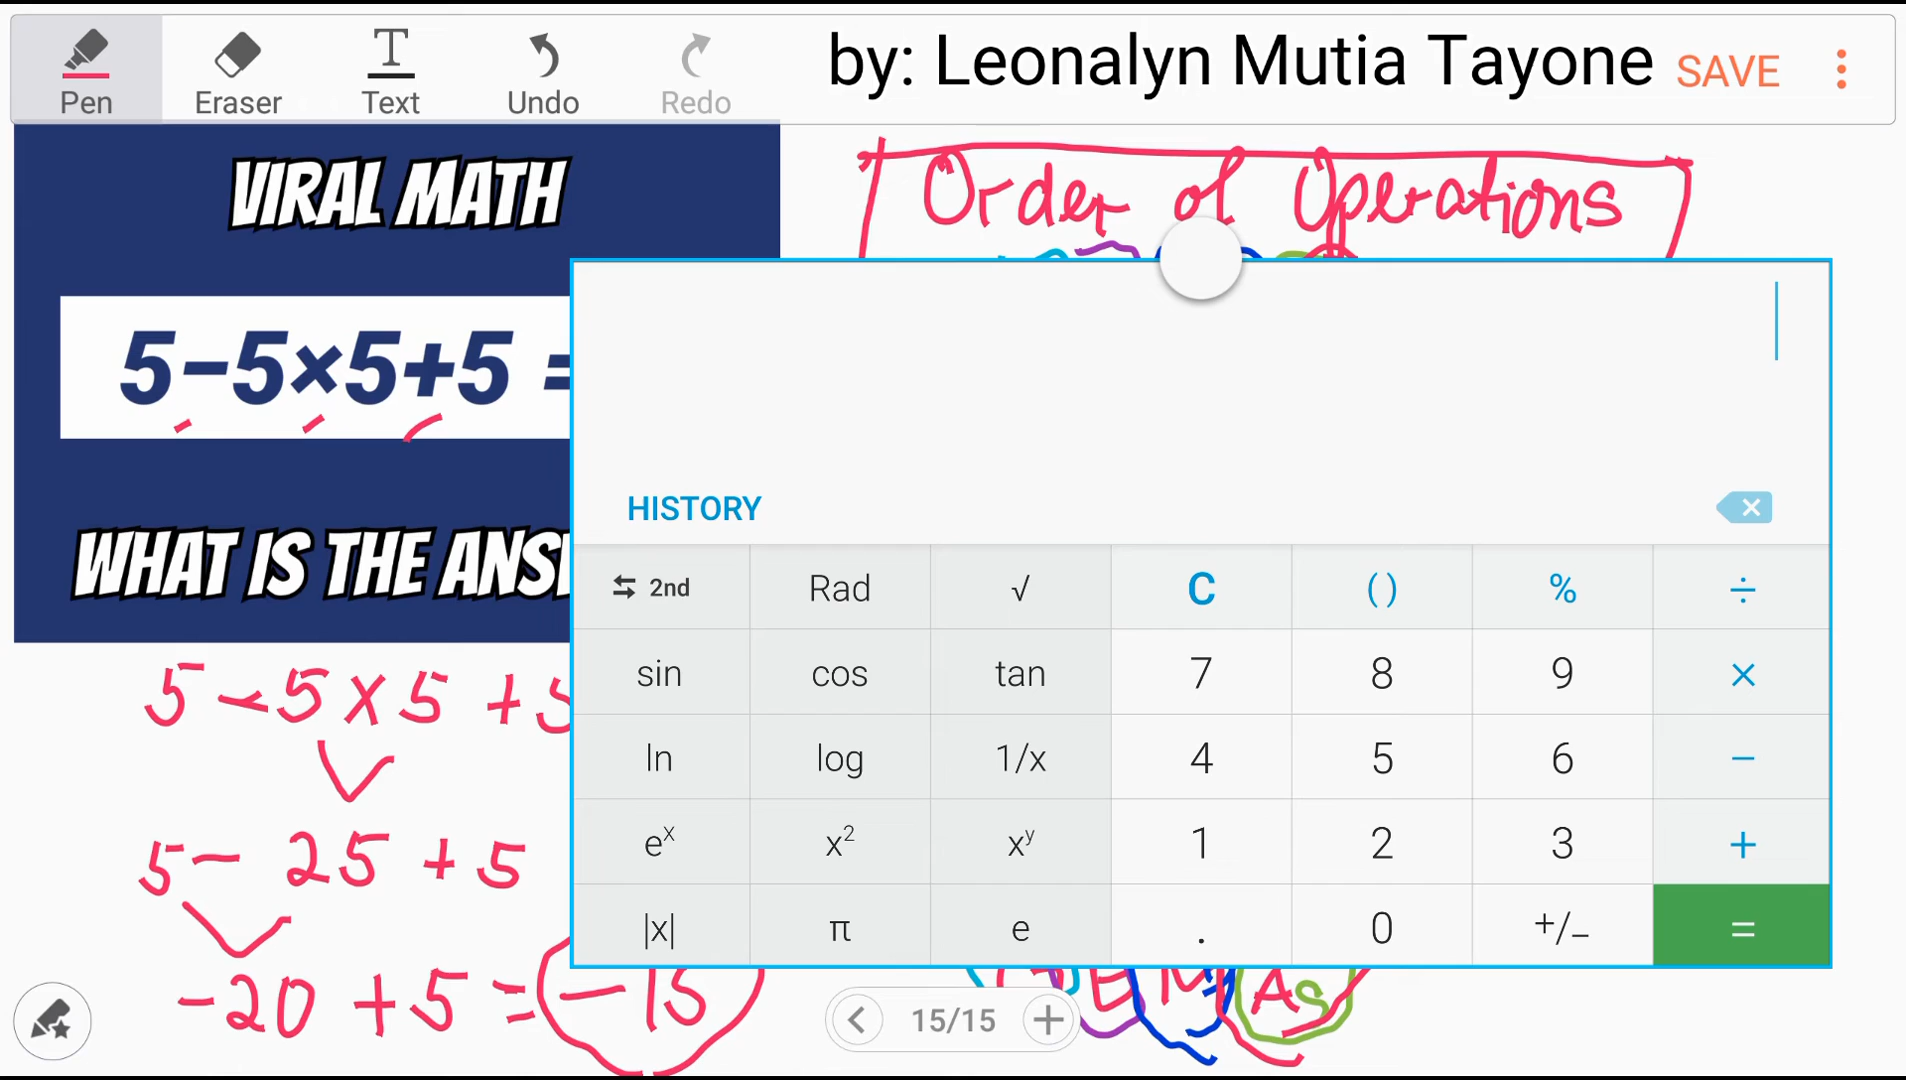 Pen Eraser Text Undo Redo by: Leonalyn Mutia Tayone SAVE
VIRAL MATH
Order of Operations
5−5×5+5 =
HISTORY
WHAT IS THE
2nd Rad √ C () % ÷
sin cos tan 7 8 9 ×
5 − 5 × 5 + 5
ln log 1/x 4 5 6 −
eˣ x² xʸ 1 2 3 +
5 − 25 + 5
|x| π e . 0 +/− =
-20 + 5 = -15
15/15